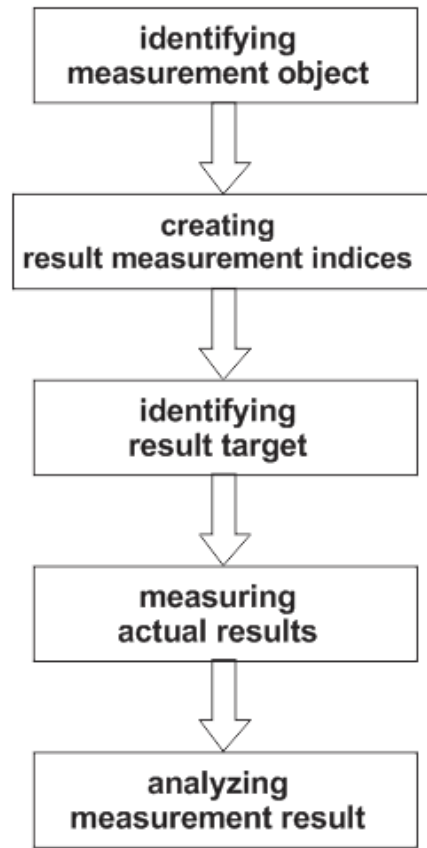 identifying
measurement object
creating
result measurement indices
identifying
result target
measuring
actual results
analyzing
measurement result